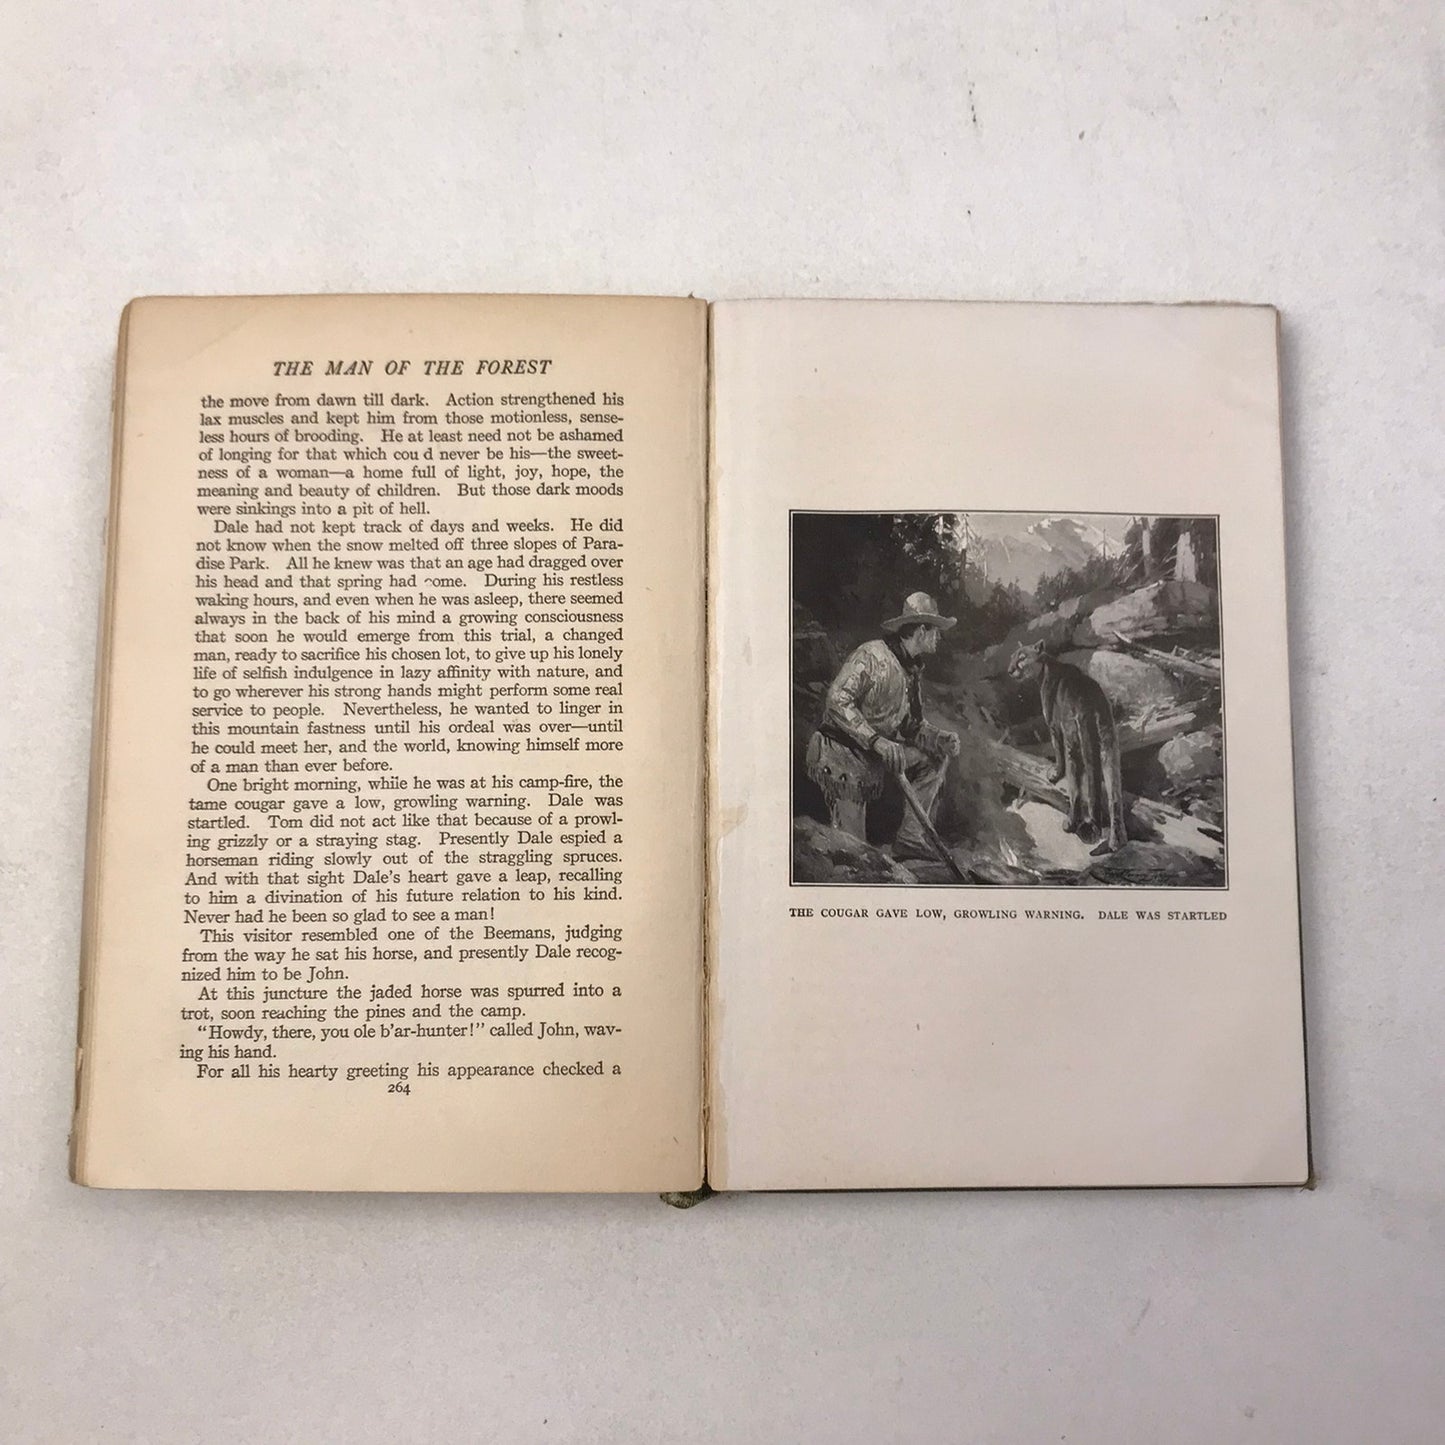 THE MAN OF THE FOREST
the move from dawn till dark. Action strengthened his
lax muscles and kept him from those motionless, sense-
less hours of brooding. He at least need not be ashamed
of longing for that which cou d never be his—the sweet-
ness of a woman—a home full of light, joy, hope, the
meaning and beauty of children. But those dark moods
were sinkings into a pit of hell.
Dale had not kept track of days and weeks. He did
not know when the snow melted off three slopes of Para-
dise Park. All he knew was that an age had dragged over
his head and that spring had come. During his restless
waking hours, and even when he was asleep, there seemed
always in the back of his mind a growing consciousness
that soon he would emerge from this trial, a changed
man, ready to sacrifice his chosen lot, to give up his lonely
life of selfish indulgence in lazy affinity with nature, and
to go wherever his strong hands might perform some real
service to people. Nevertheless, he wanted to linger in
this mountain fastness until his ordeal was over—until
he could meet her, and the world, knowing himself more
of a man than ever before.
One bright morning, while he was at his camp-fire, the
tame cougar gave a low, growling warning. Dale was
startled. Tom did not act like that because of a prowl-
ing grizzly or a straying stag. Presently Dale espied a
horseman riding slowly out of the straggling spruces.
And with that sight Dale's heart gave a leap, recalling
to him a divination of his future relation to his kind.
Never had he been so glad to see a man!
This visitor resembled one of the Beemans, judging
from the way he sat his horse, and presently Dale recog-
nized him to be John.
At this juncture the jaded horse was spurred into a
trot, soon reaching the pines and the camp.
"Howdy, there, you ole b'ar-hunter!" called John, wav-
ing his hand.
For all his hearty greeting his appearance checked a
264
THE COUGAR GAVE LOW, GROWLING WARNING. DALE WAS STARTLED